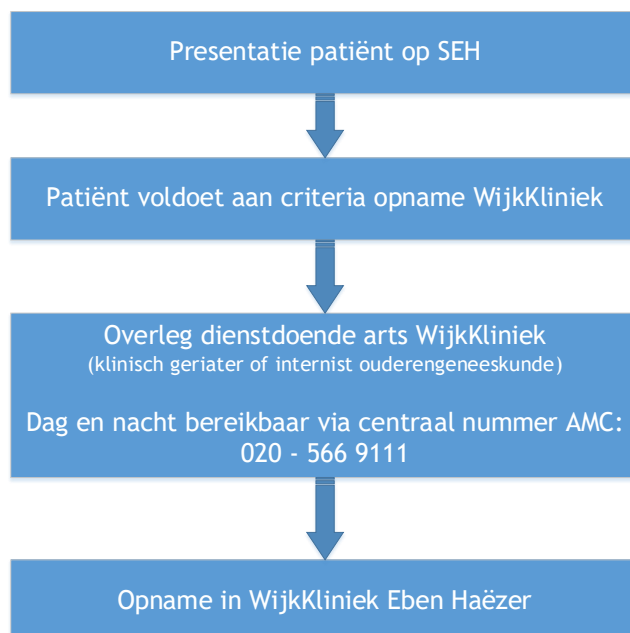 Presentatie patiënt op SEH
Patiënt voldoet aan criteria opname WijkKliniek
Overleg dienstdoende arts WijkKliniek
(klinisch geriater of internist ouderengeneeskunde)
Dag en nacht bereikbaar via centraal nummer AMC:
020 - 566 9111
Opname in WijkKliniek Eben Haëzer